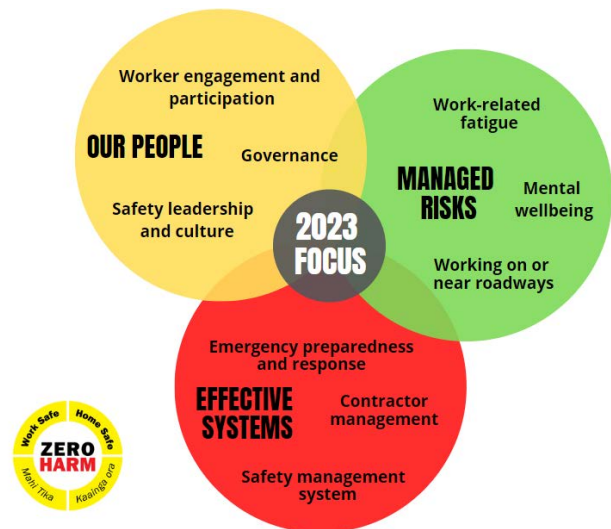 Worker engagement and
participation
OUR PEOPLE
Governance
Safety leadership
and culture
Work-related
fatigue
MANAGED
RISKS
Mental
wellbeing
Working on or
near roadways
2023
FOCUS
Emergency preparedness
and response
EFFECTIVE
SYSTEMS
Contractor
management
Safety management
system
Work Safe
Home Safe
ZERO
HARM
Mahi Tika
Kaainga ora